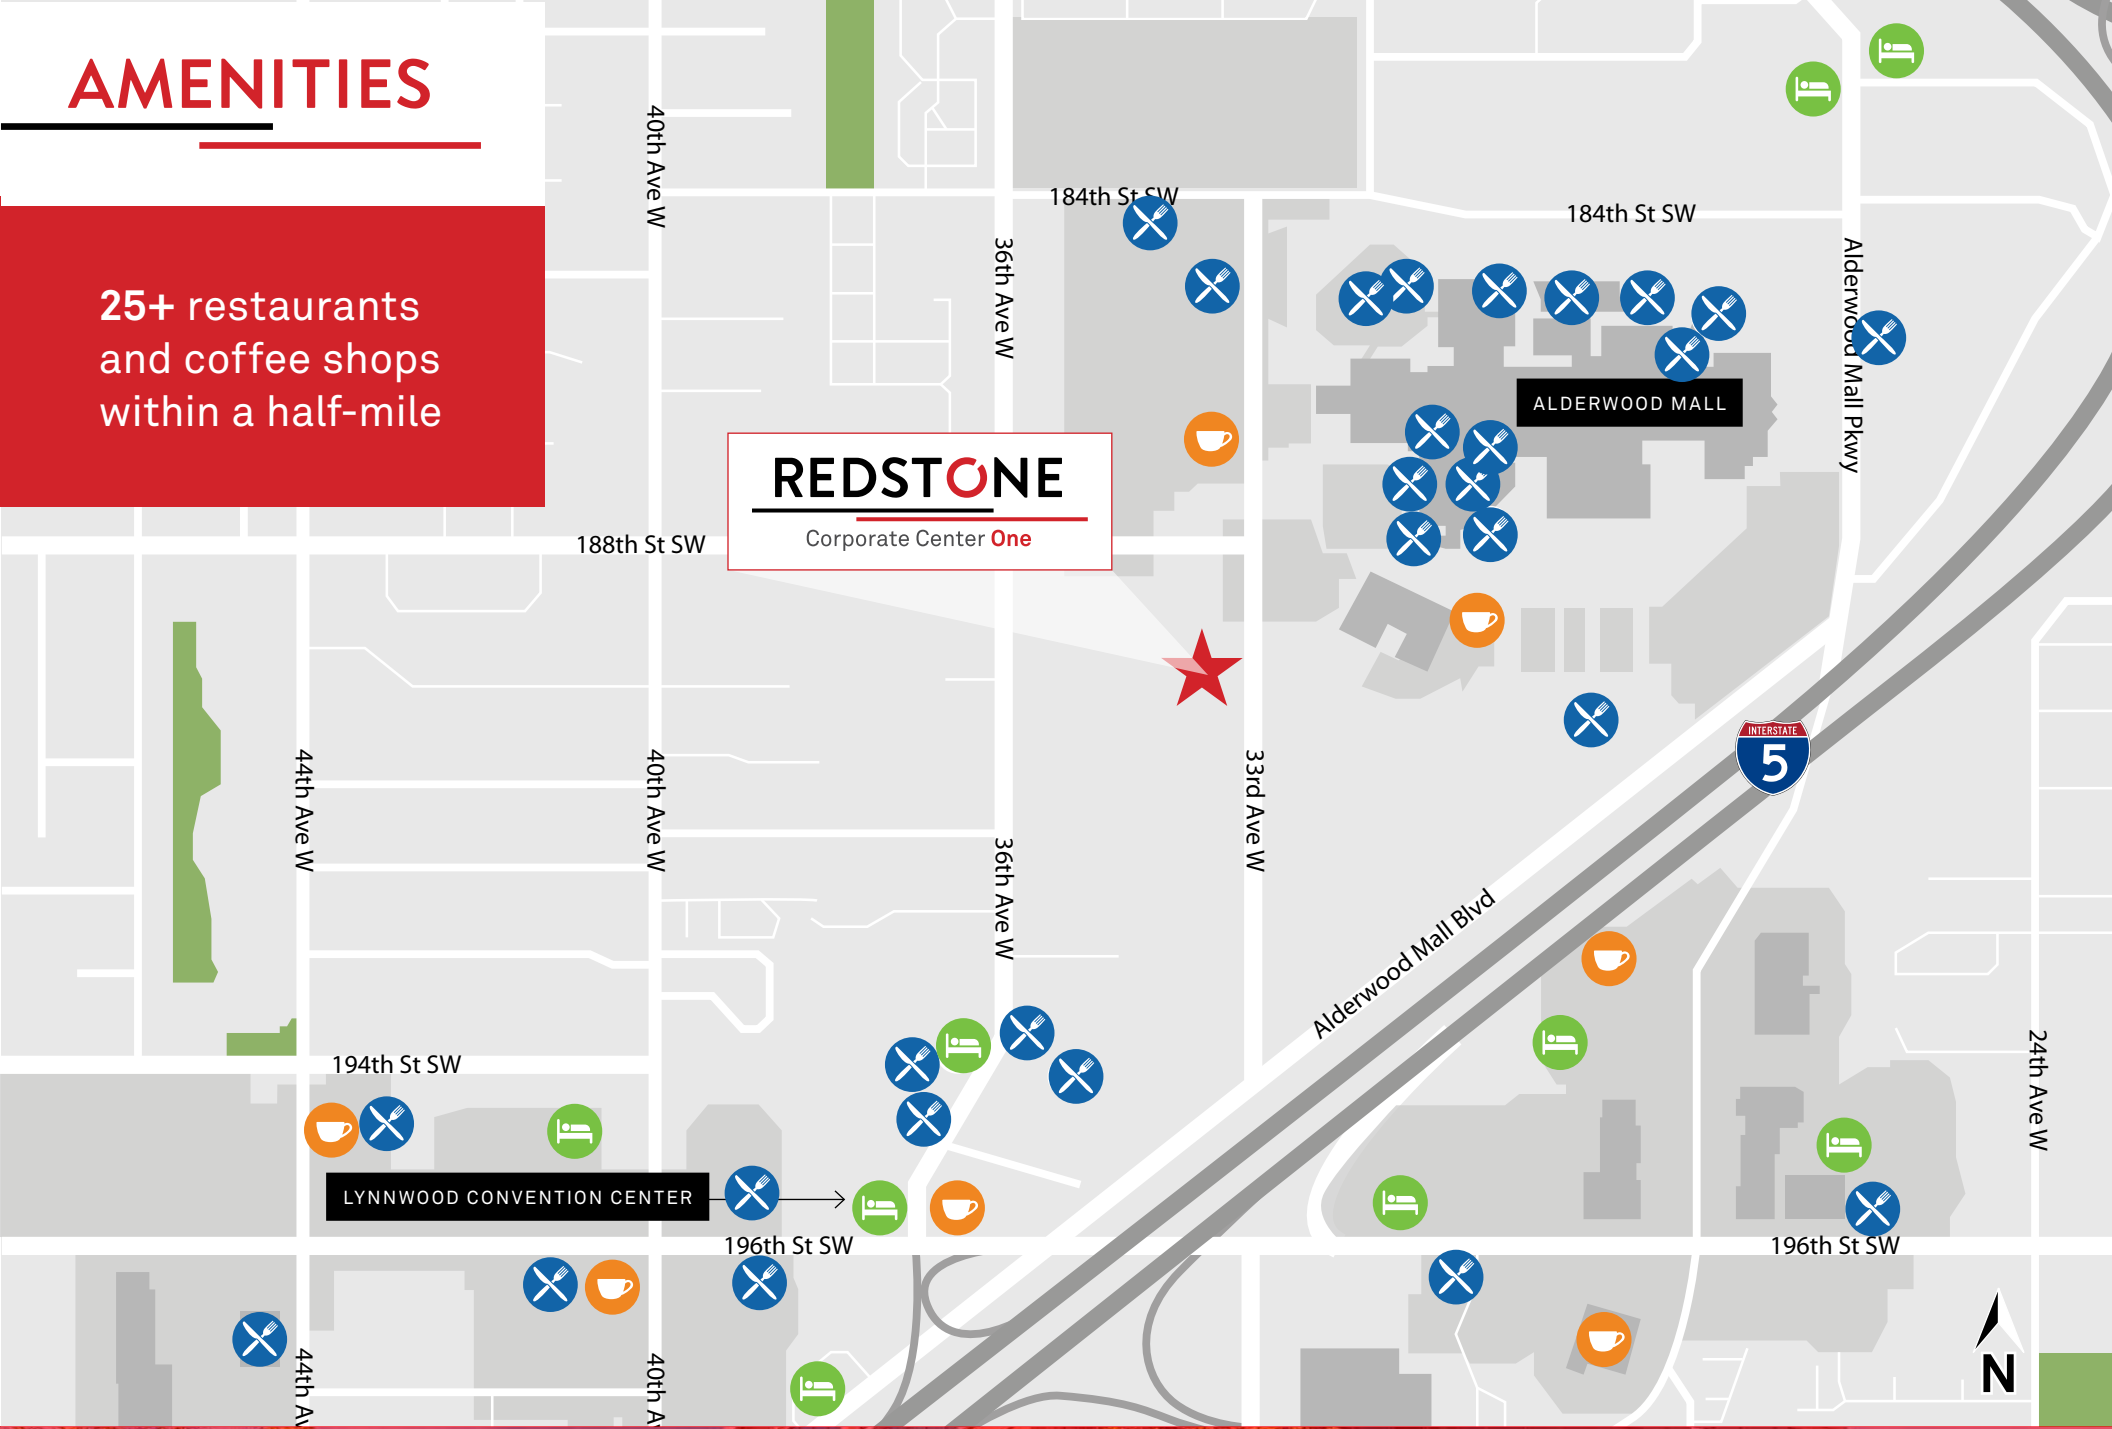 AMENITIES
25+ restaurants
and coffee shops
within a half-mile
40th Ave W
184th St SW
184th St SW
36th Ave W
Alderwood Mall Pkwy
ALDERWOOD MALL
REDSTONE
Corporate Center One
188th St SW
INTERSTATE
5
44th Ave W
40th Ave W
33rd Ave W
36th Ave W
Alderwood Mall Blvd
194th St SW
24th Ave W
LYNNWOOD CONVENTION CENTER
196th St SW
196th St SW
44th Av
40th A
N